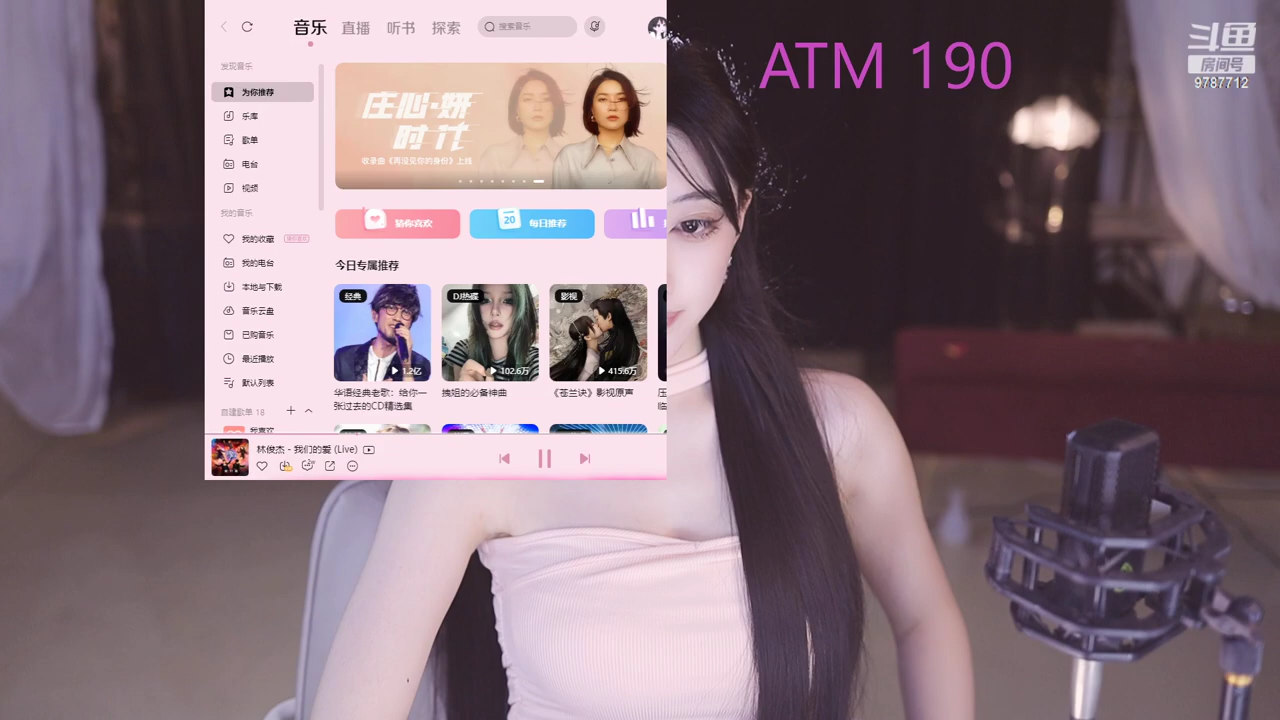 音乐 直播 听书 探索 搜索音乐
发现音乐
为你推荐
乐库
歌单
电台
视频
我的音乐
我的收藏
我的电台
本地与下载
音乐云盘
已购音乐
最近播放
默认列表
自建歌单 18
我喜欢
庄心妍
时代
收录曲《再没见你的身份》上线
猜你喜欢 20 每日推荐
今日专属推荐
经典 DJ热碟 影视
1.2亿 102.6万 415.6万
华语经典老歌：给你一
张过去的CD精选集
拽姐的必备神曲
《苍兰诀》影视原声
压
临
林俊杰 - 我们的爱 (Live)
ATM 190
斗鱼
房间号
9787712